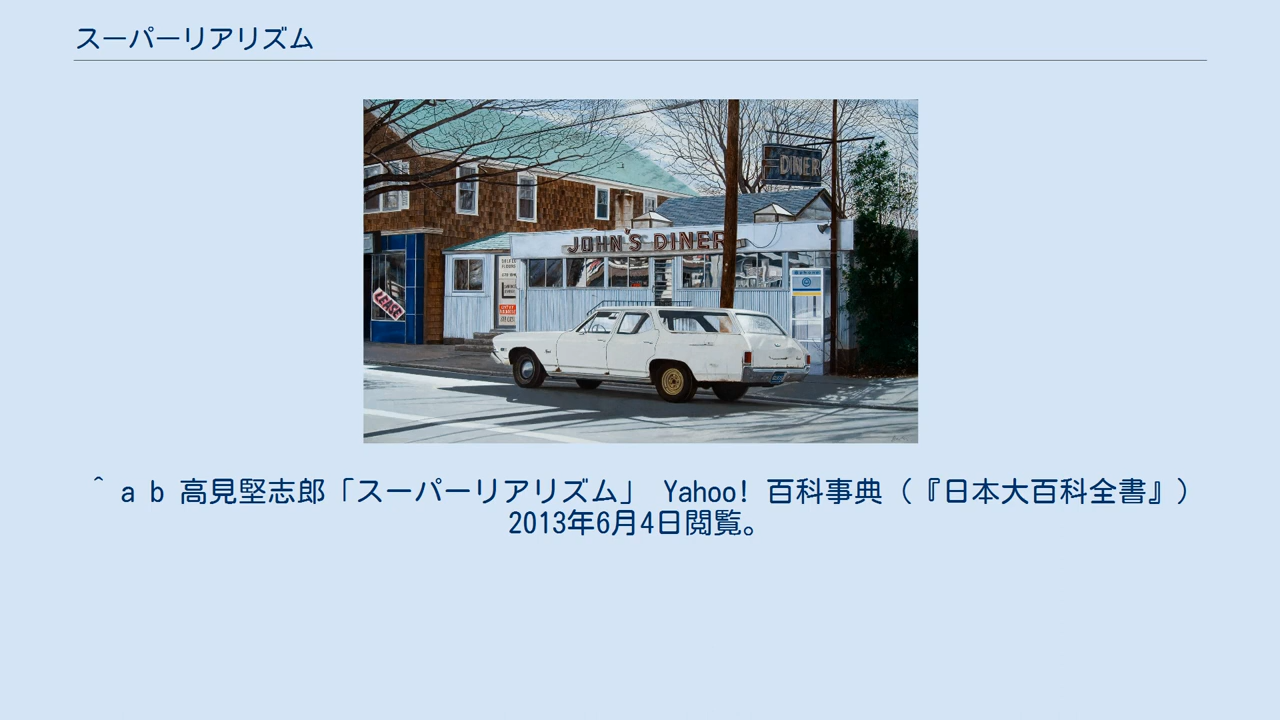 スーパーリアリズム
DINER
JOHN'S DINER
LEASE
^ a b 高見堅志郎「スーパーリアリズム」 Yahoo! 百科事典（『日本大百科全書』）
2013年6月4日閲覧。